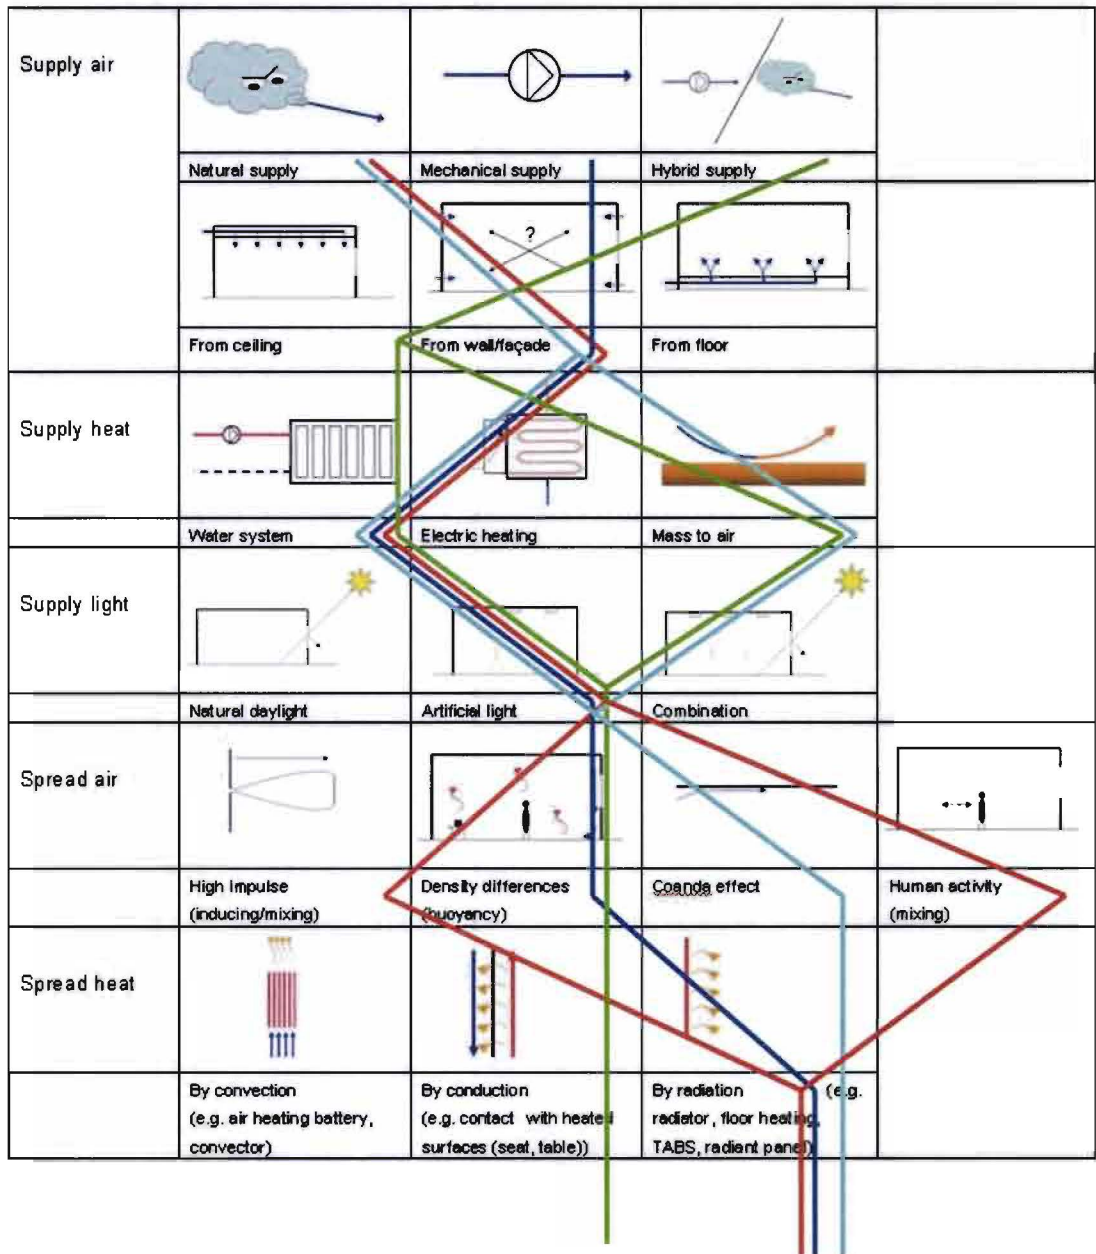 Supply air
Natural supply
Mechanical supply
Hybrid supply
?
From ceiling
From wall/façade
From floor
Supply heat
Water system
Electric heating
Mass to air
Supply light
Natural daylight
Artificial light
Combination
Spread air
High Impulse
(inducing/mixing)
Density differences
(buoyancy)
Coanda effect
Human activity
(mixing)
Spread heat
By convection
(e.g. air heating battery,
convector)
By conduction
(e.g. contact with heated
surfaces (seat, table))
By radiation (e.g.
radiator, floor heating,
TABS, radiant panel)